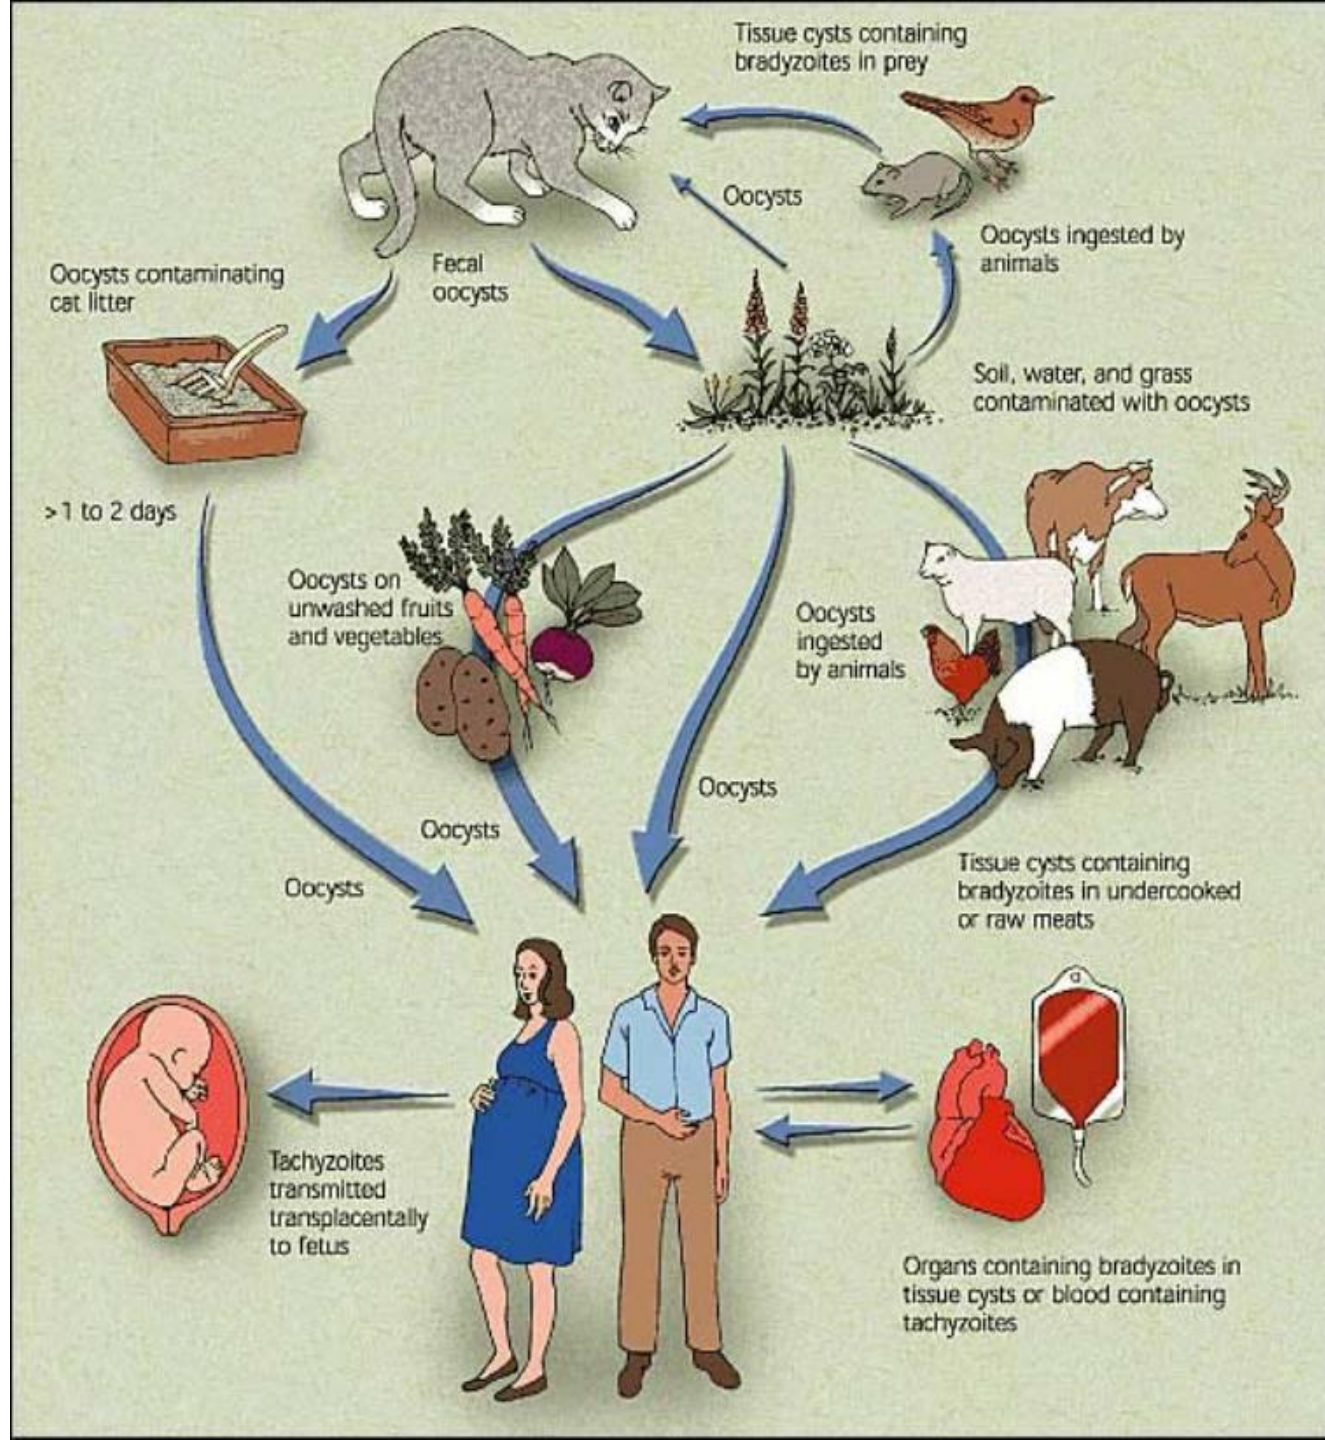 Tissue cysts containing
bradyzoites in prey
Oocysts
Oocysts ingested by
animals
Fecal
oocysts
Oocysts contaminating
cat litter
Soil, water, and grass
contaminated with oocysts
>1 to 2 days
Oocysts on
unwashed fruits
and vegetables
Oocysts
ingested
by animals
Oocysts
Oocysts
Oocysts
Tissue cysts containing
bradyzoites in undercooked
or raw meats
Tachyzoites
transmitted
transplacentally
to fetus
Organs containing bradyzoites in
tissue cysts or blood containing
tachyzoites